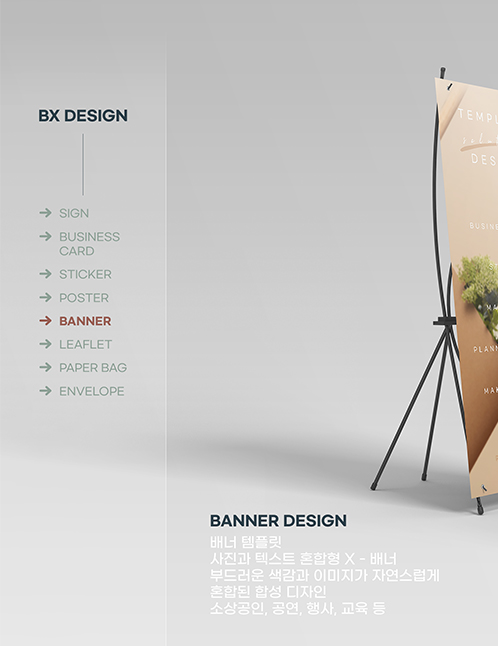 BX DESIGN
SIGN
BUSINESS
CARD
STICKER
POSTER
BANNER
LEAFLET
PAPER BAG
ENVELOPE
TEMPL
DES
BUSINE
MA
PLANN
MAK
BANNER DESIGN
배너 템플릿
사진과 텍스트 혼합형 X - 배너
부드러운 색감과 이미지가 자연스럽게
혼합된 합성 디자인
소상공인, 공연, 행사, 교육 등